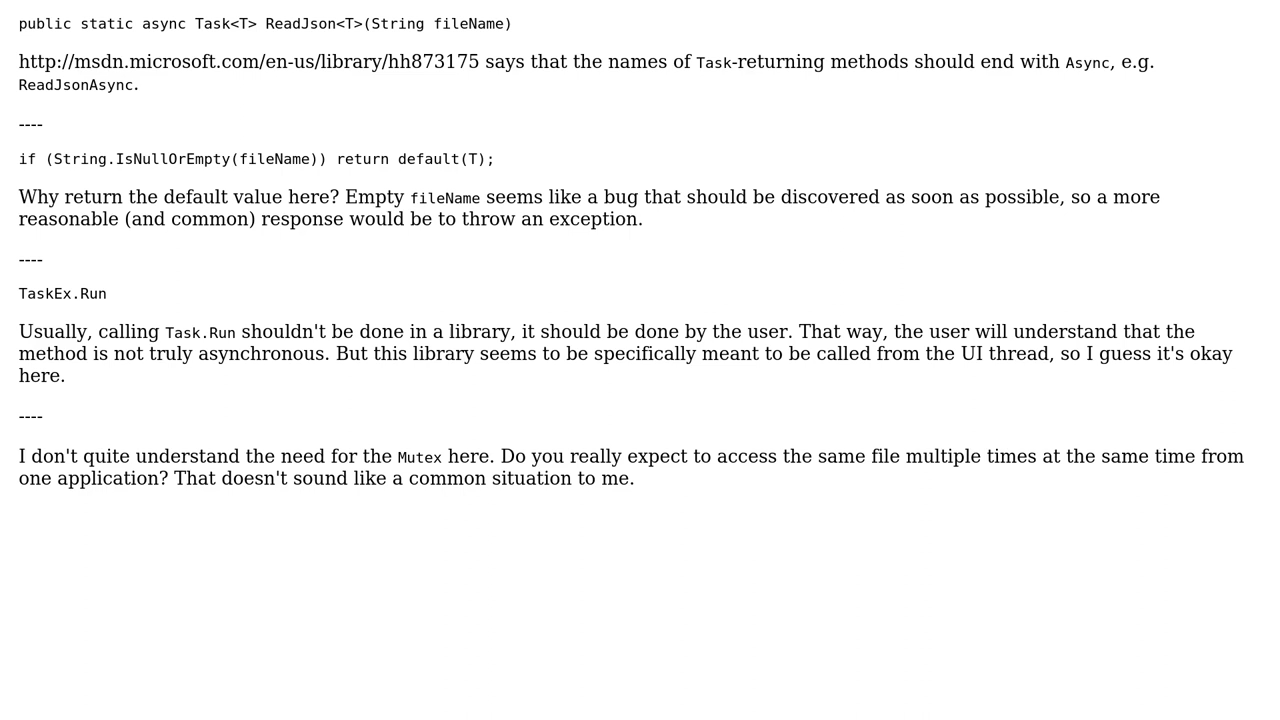 public static async Task<T> ReadJson<T>(String fileName)
http://msdn.microsoft.com/en-us/library/hh873175 says that the names of Task-returning methods should end with Async, e.g.
ReadJsonAsync.
----
if (String.IsNullOrEmpty(fileName)) return default(T);
Why return the default value here? Empty fileName seems like a bug that should be discovered as soon as possible, so a more
reasonable (and common) response would be to throw an exception.
----
TaskEx.Run
Usually, calling Task.Run shouldn't be done in a library, it should be done by the user. That way, the user will understand that the
method is not truly asynchronous. But this library seems to be specifically meant to be called from the UI thread, so I guess it's okay
here.
----
I don't quite understand the need for the Mutex here. Do you really expect to access the same file multiple times at the same time from
one application? That doesn't sound like a common situation to me.